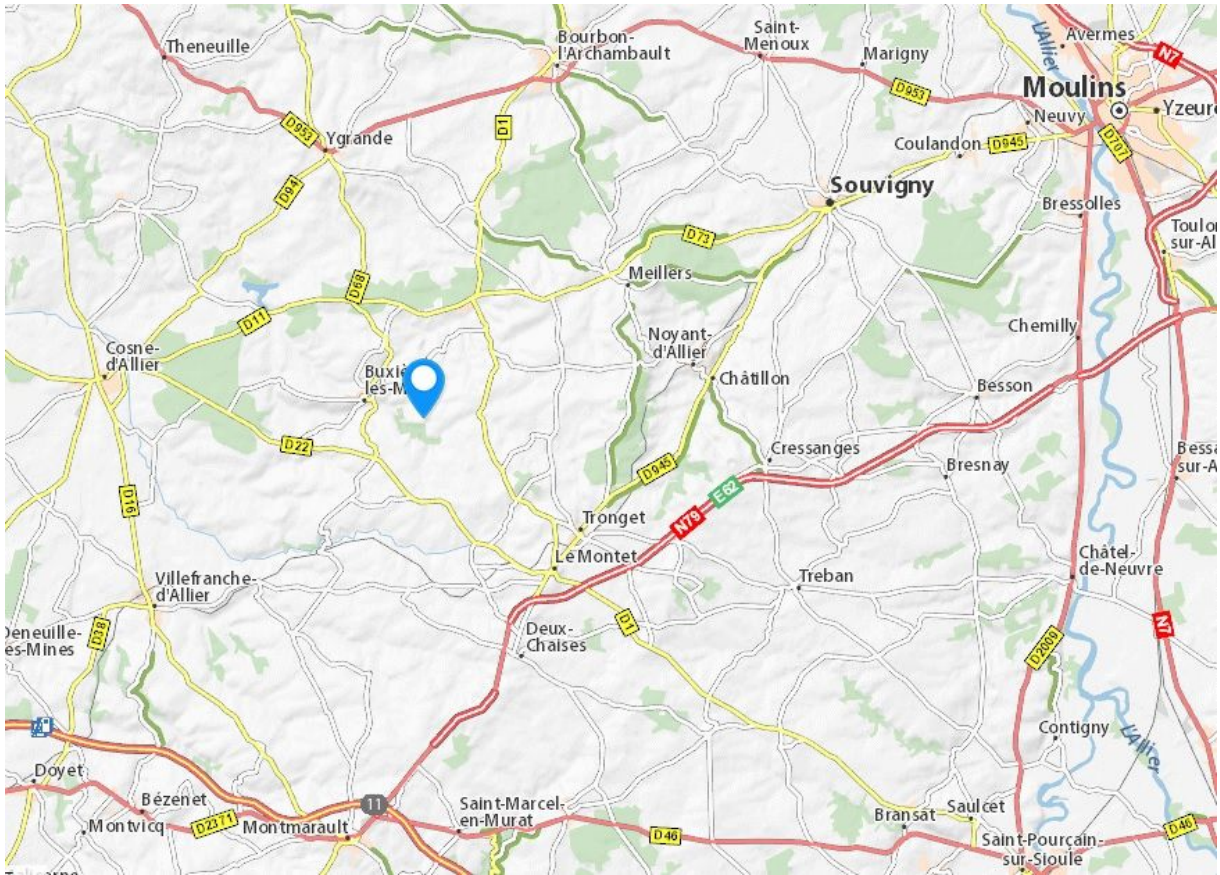 Theneuille
Bourbon-
l'Archambault
Saint-
Menoux
Marigny
L'Allier
Avermes
N7
Moulins
Yzeure
D953
Ygrande
D1
D953
Neuvy
Coulandon
D945
D707
D94
Souvigny
Bressolles
Toulon-
sur-Al
D73
D68
Meillers
D11
Noyant-
d'Allier
Chemilly
Cosne-
d'Allier
Châtillon
Besson
D22
D945
Cressanges
Bresnay
Bessa
sur-A
D16
E62
N79
Tronget
Le Montet
Villefranche-
d'Allier
Treban
Châtel-
de-Neuvre
Deneuille-
les-Mines
D38
D1
N7
Deux-
Chaises
D2009
Contigny
L'Allier
Doyet
Bézenet
11
Saint-Marcel-
en-Murat
Saulcet
Bransat
Montvicq
D2371
Montmarault
D46
D46
Saint-Pourçain-
sur-Sioule